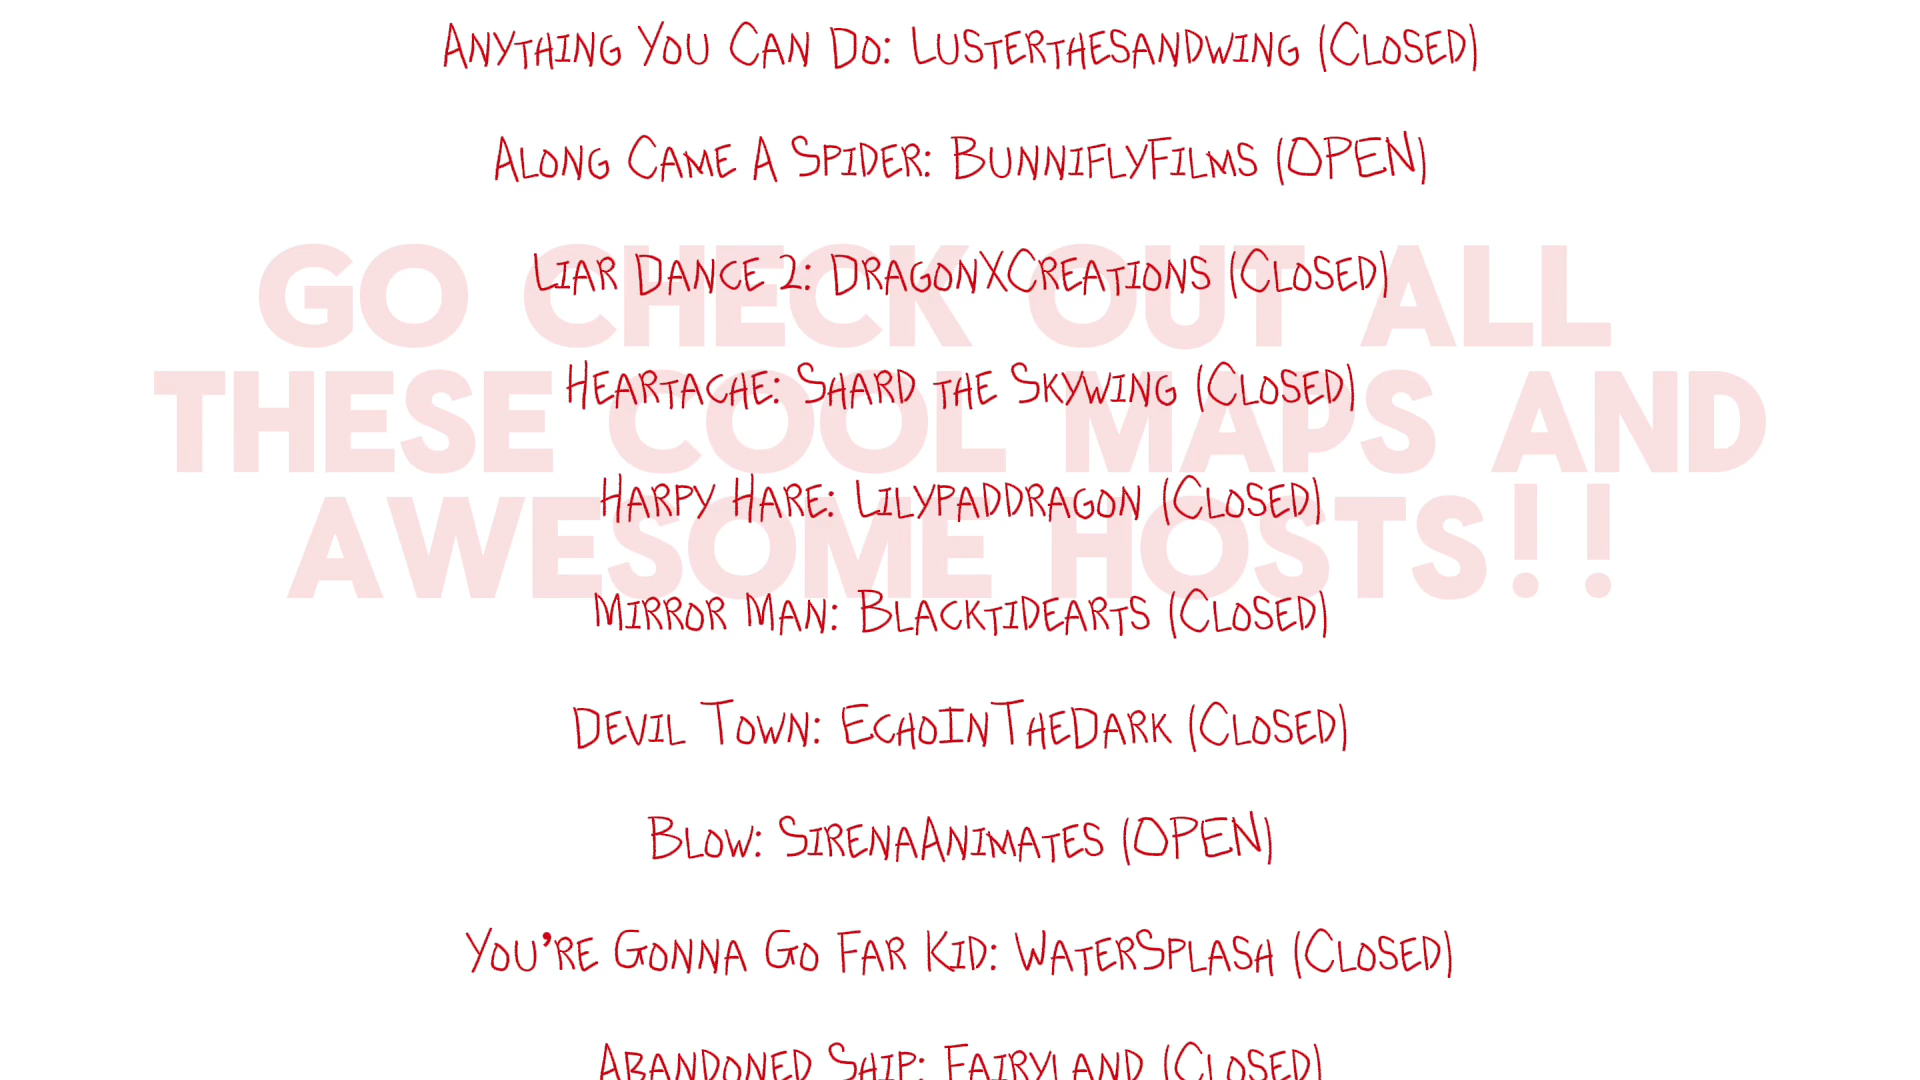 Anything You Can Do: Lusterthesandwing (Closed)
Along Came A Spider: BunniflyFilms (OPEN)
GO CHECK OUT ALL
Liar Dance 2: DragonXCreations (Closed)
Heartache: Shard the Skywing (Closed)
THESE COOL MAPS AND
Harpy Hare: Lilypaddragon (Closed)
AWESOME HOSTS!!
Mirror Man: Blacktidearts (Closed)
Devil Town: EchoInTheDark (Closed)
Blow: SirenaAnimates (OPEN)
You're Gonna Go Far Kid: WaterSplash (Closed)
Abandoned Ship: Fairyland (Closed)